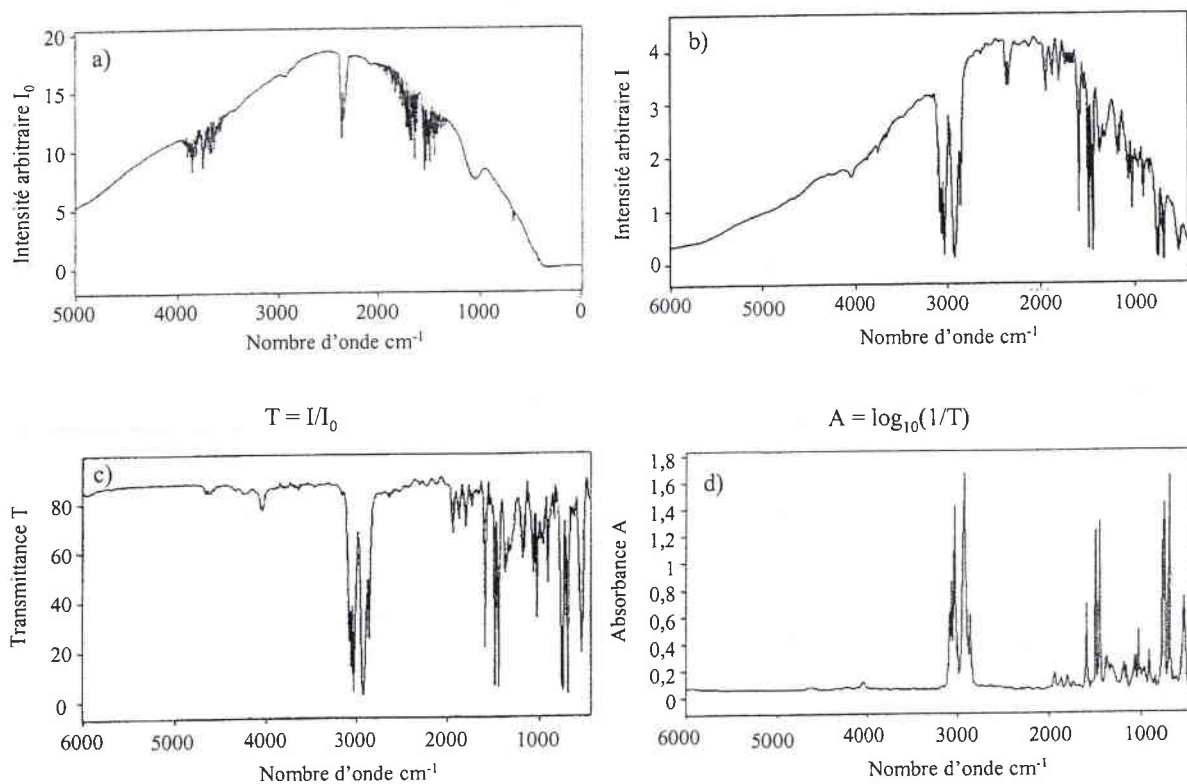 a)
Intensité arbitraire I₀
20
15
10
5
0
5000 4000 3000 2000 1000 0
Nombre d'onde cm⁻¹
b)
Intensité arbitraire I
4
3
2
1
0
6000 5000 4000 3000 2000 1000
Nombre d'onde cm⁻¹
T = I/I₀
A = log₁₀(1/T)
c)
Transmittance T
80
60
40
20
0
6000 5000 4000 3000 2000 1000
Nombre d'onde cm⁻¹
d)
Absorbance A
1,8
1,6
1,4
1,2
1
0,8
0,6
0,4
0,2
0
6000 5000 4000 3000 2000 1000
Nombre d'onde cm⁻¹